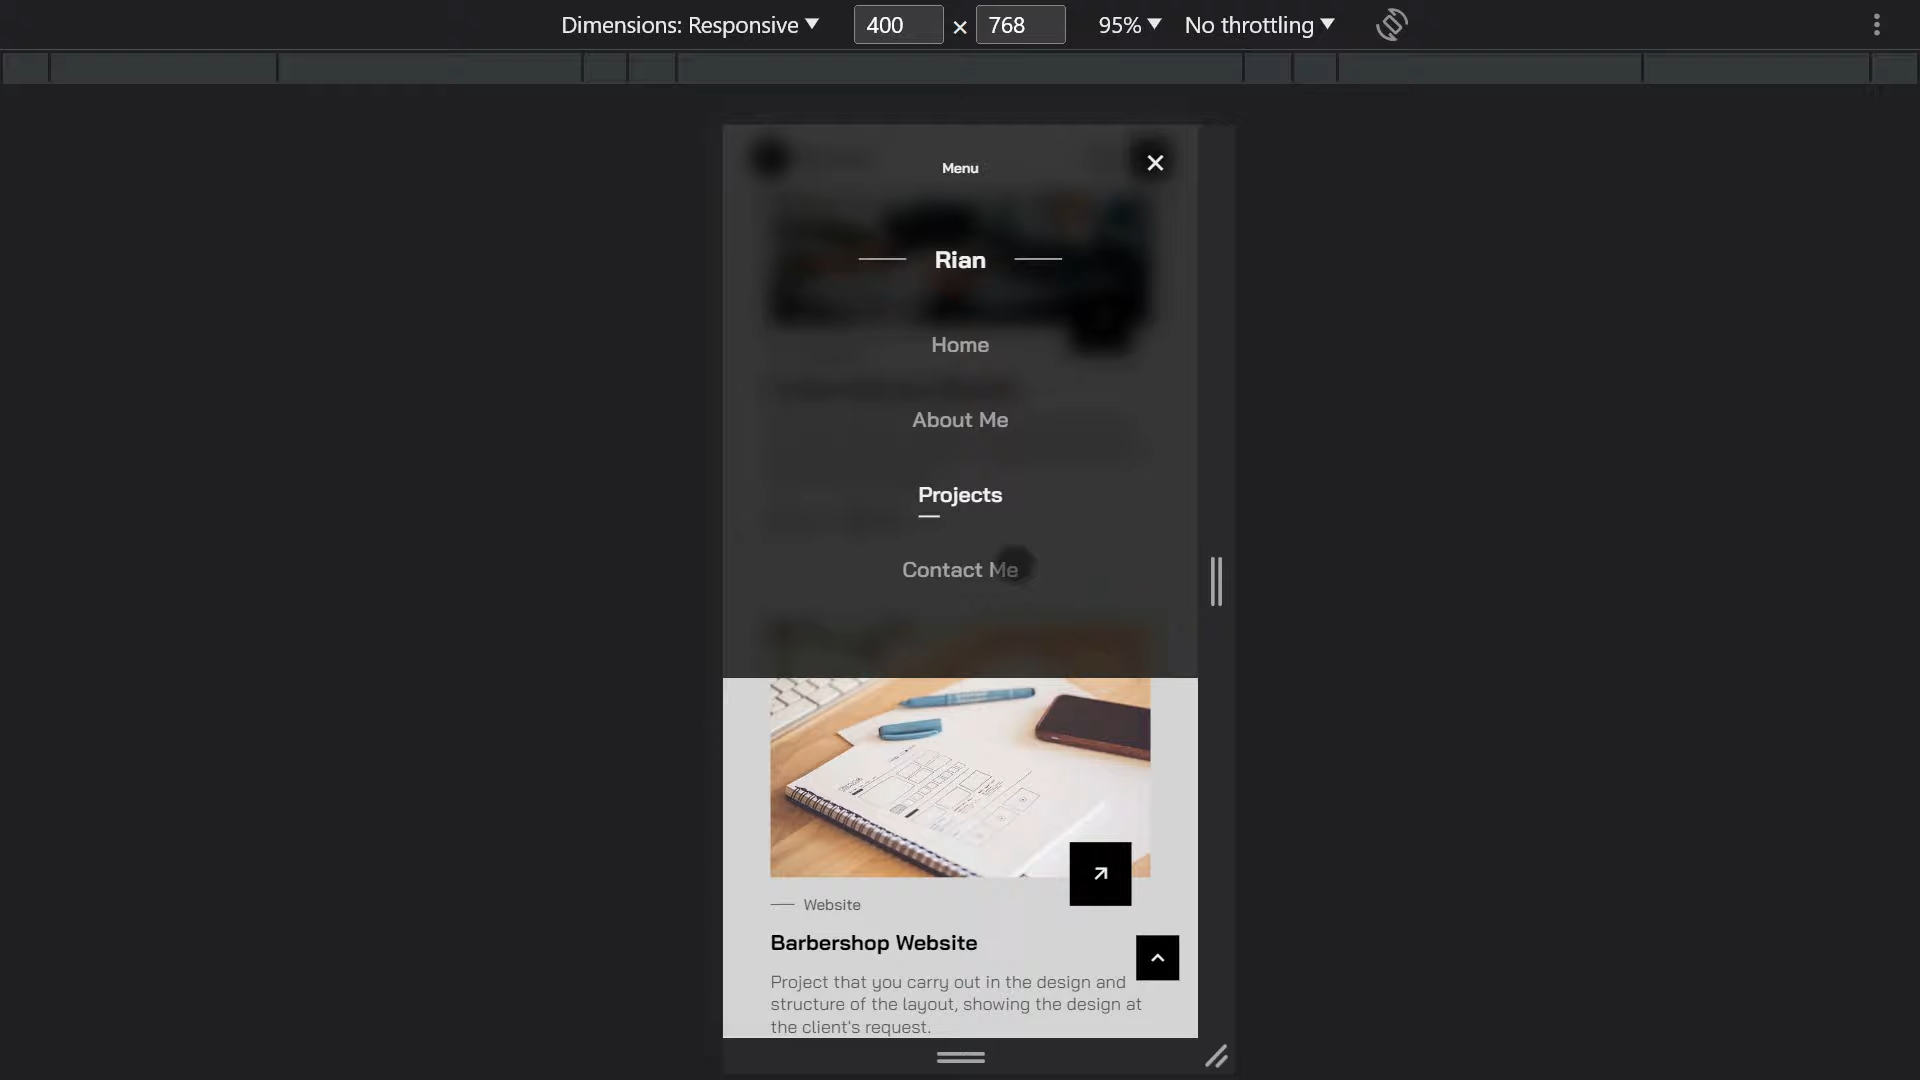 Dimensions: Responsive 400 × 768 95% No throttling
Menu
Rian
Home
About Me
Projects
Contact Me
Website
Barbershop Website
Project that you carry out in the design and
structure of the layout, showing the design at
the client's request.